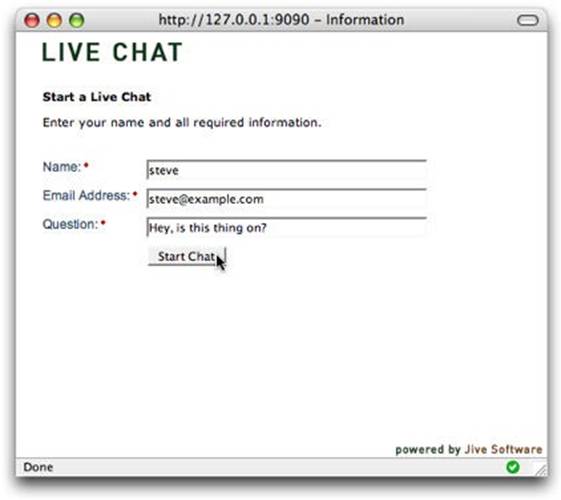 http://127.0.0.1:9090 – Information
LIVE CHAT
Start a Live Chat
Enter your name and all required information.
Name:• steve
Email Address:• steve@example.com
Question:• Hey, is this thing on?
Start Chat
powered by Jive Software
Done